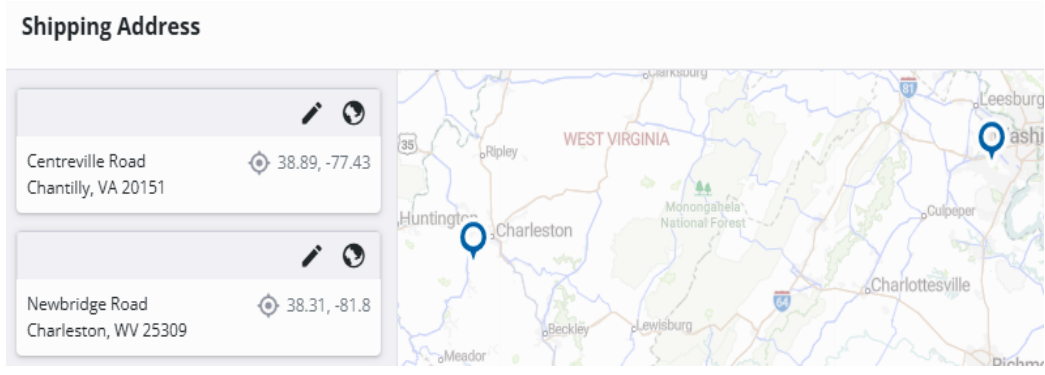 Shipping Address
Centreville Road
38.89, -77.43
Chantilly, VA 20151
Newbridge Road
38.31, -81.8
Charleston, WV 25309
Clarksburg
81
Leesburg
35
WEST VIRGINIA
ashi
Ripley
Monongahela
National Forest
Culpeper
Huntington
Charleston
Charlottesville
64
Beckley
Lewisburg
Meador
Richmo